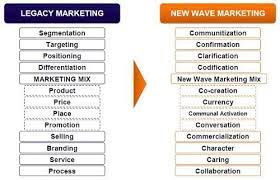 LEGACY MARKETING
Segmentation
Targeting
Positioning
Differentiation
MARKETING MIX
Product
Price
Place
Promotion
Selling
Branding
Service
Process
NEW WAVE MARKETING
Communitization
Confirmation
Clarification
Codification
New Wave Marketing Mix
Co-creation
Currency
Communal Activation
Conversation
Commercialization
Character
Caring
Collaboration